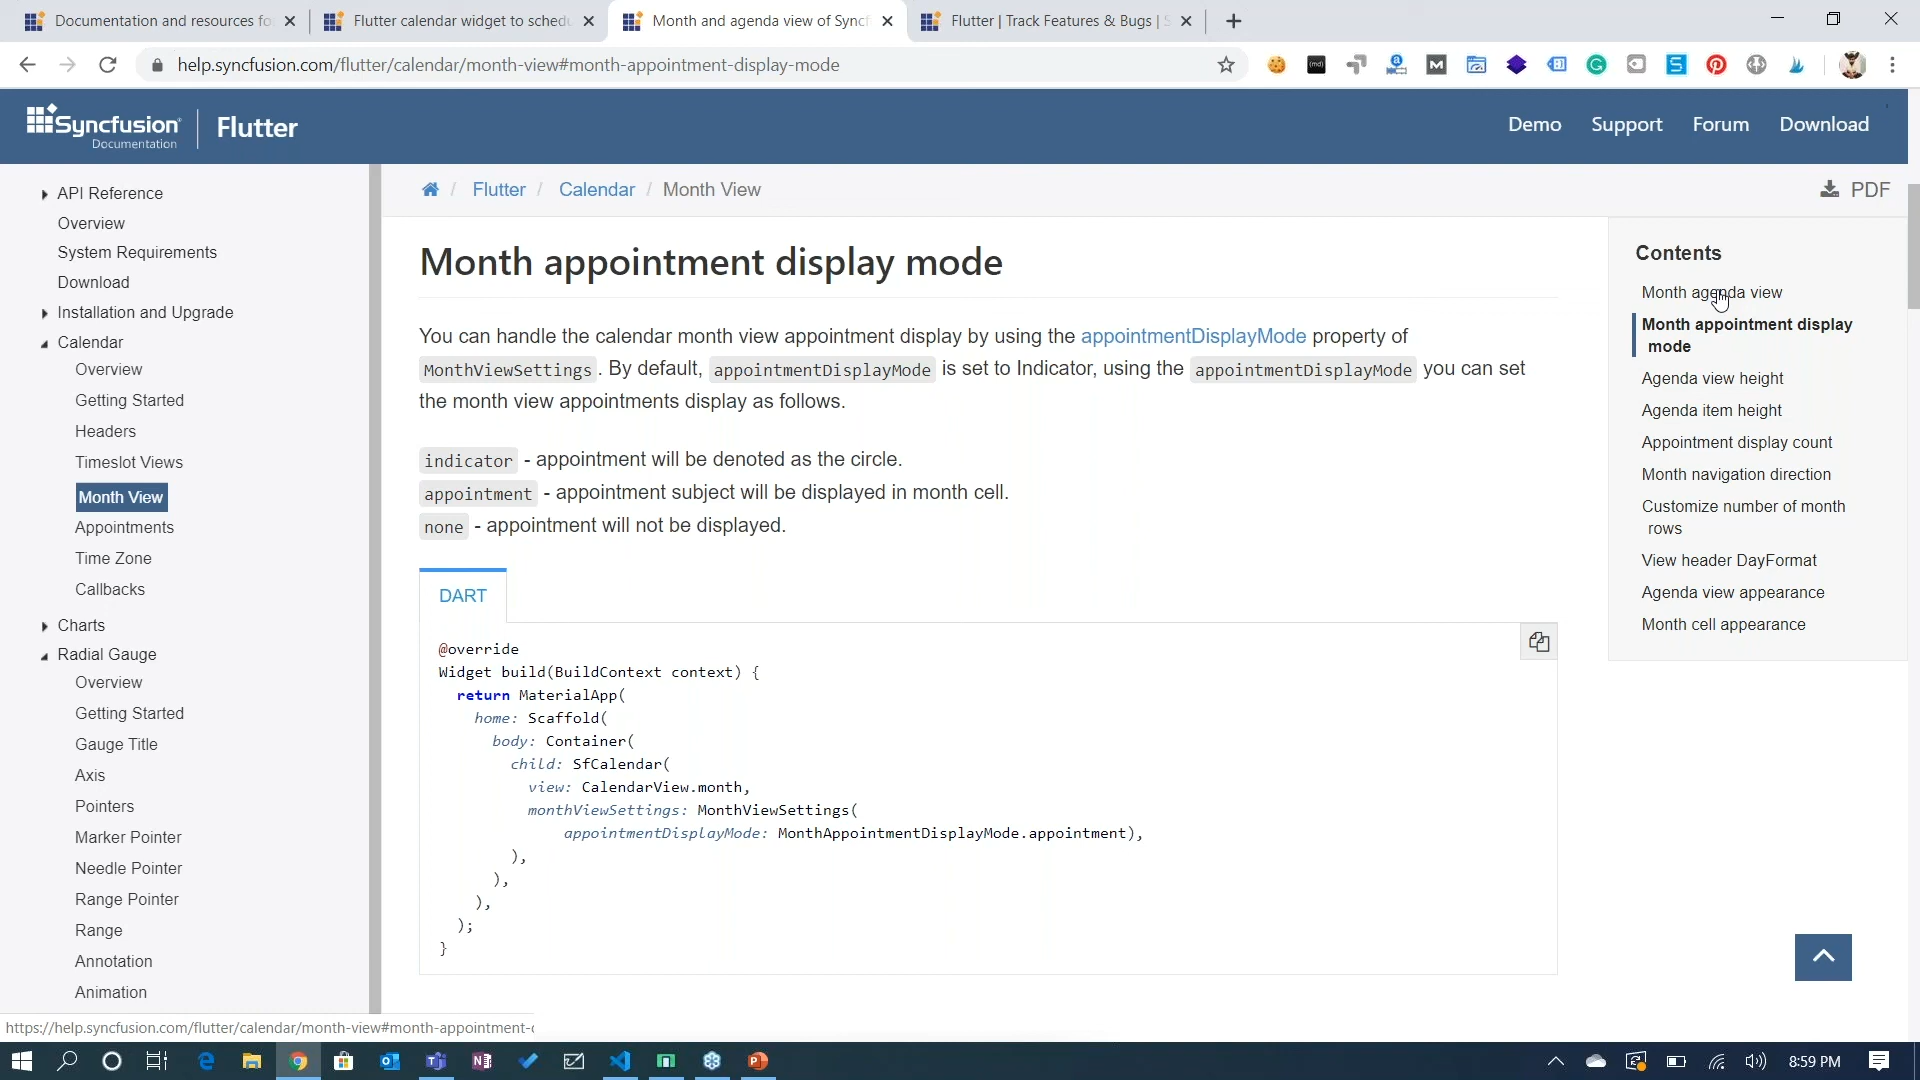 Documentation and resources fo
Flutter calendar widget to schedu
Month and agenda view of Syncf
Flutter | Track Features & Bugs | S
help.syncfusion.com/flutter/calendar/month-view#month-appointment-display-mode
Syncfusion
Documentation
Flutter
Demo
Support
Forum
Download
API Reference
Overview
System Requirements
Download
Installation and Upgrade
Calendar
Overview
Getting Started
Headers
Timeslot Views
Month View
Appointments
Time Zone
Callbacks
Charts
Radial Gauge
Overview
Getting Started
Gauge Title
Axis
Pointers
Marker Pointer
Needle Pointer
Range Pointer
Range
Annotation
Animation
/ Flutter / Calendar / Month View
PDF
Month appointment display mode
You can handle the calendar month view appointment display by using the appointmentDisplayMode property of
MonthViewSettings. By default, appointmentDisplayMode is set to Indicator, using the appointmentDisplayMode you can set
the month view appointments display as follows.
indicator - appointment will be denoted as the circle.
appointment - appointment subject will be displayed in month cell.
none - appointment will not be displayed.
DART
@override
Widget build(BuildContext context) {
return MaterialApp(
home: Scaffold(
body: Container(
child: SfCalendar(
view: CalendarView.month,
monthViewSettings: MonthViewSettings(
appointmentDisplayMode: MonthAppointmentDisplayMode.appointment),
),
),
),
);
}
Contents
Month agenda view
Month appointment display
mode
Agenda view height
Agenda item height
Appointment display count
Month navigation direction
Customize number of month
rows
View header DayFormat
Agenda view appearance
Month cell appearance
https://help.syncfusion.com/flutter/calendar/month-view#month-appointment-
8:59 PM